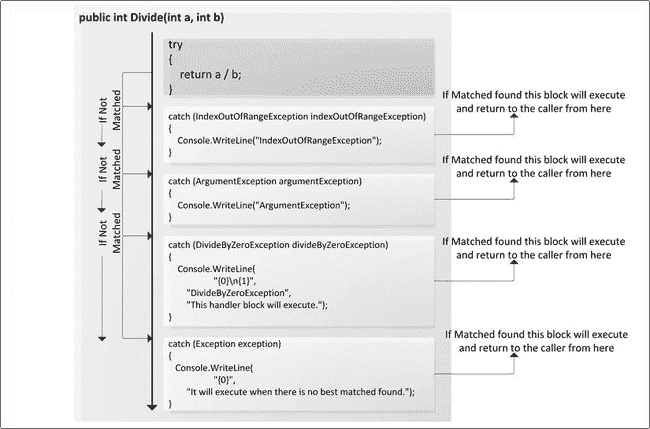 public int Divide(int a, int b)
try
{
return a / b;
}
If Not
Matched
catch (IndexOutOfRangeException indexOutOfRangeException)
{
Console.WriteLine("IndexOutOfRangeException");
}
If Matched found this block will execute
and return to the caller from here
If Not
Matched
catch (ArgumentException argumentException)
{
Console.WriteLine("ArgumentException");
}
If Matched found this block will execute
and return to the caller from here
If Not
Matched
catch (DivideByZeroException divideByZeroException)
{
Console.WriteLine(
"{0}\n{1}",
"DivideByZeroException",
"This handler block will execute.");
}
If Matched found this block will execute
and return to the caller from here
catch (Exception exception)
{
Console.WriteLine(
"{0}",
"It will execute when there is no best matched found.");
}
If Matched found this block will execute
and return to the caller from here